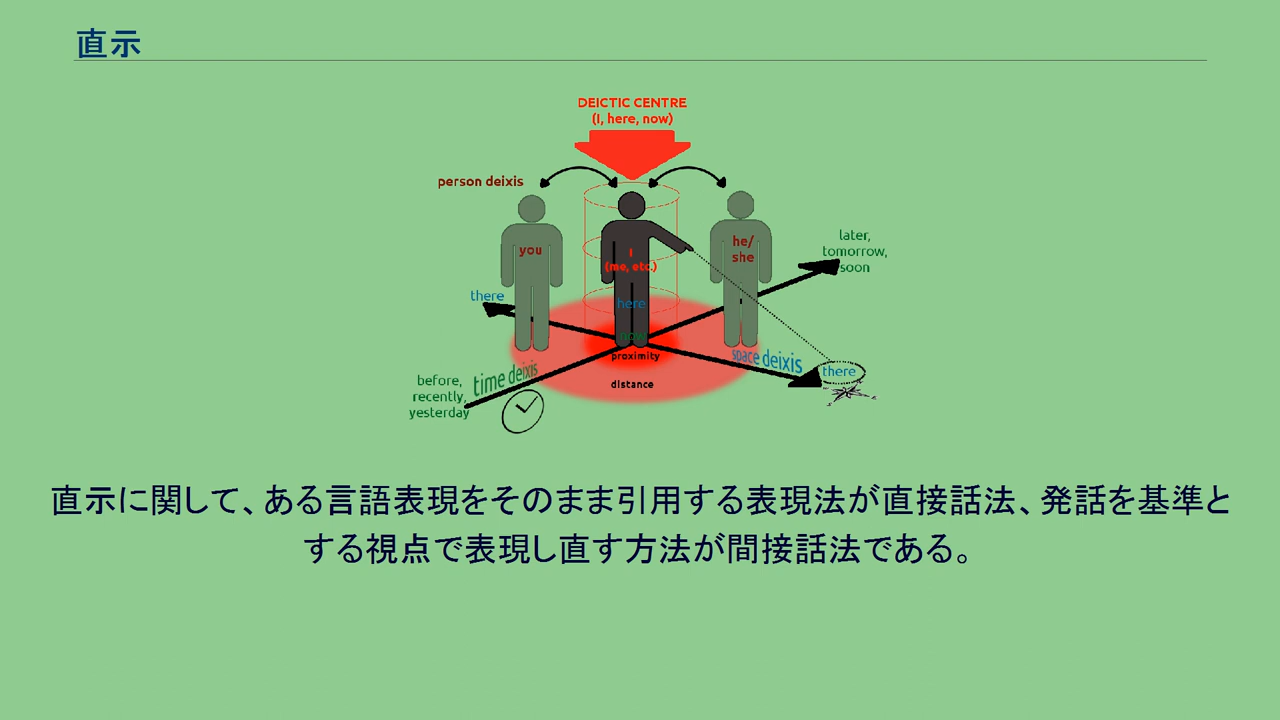 直示
DEICTIC CENTRE
(I, here, now)
person deixis
you
I
(me, etc.)
he/
she
later,
tomorrow,
soon
there
here
now
proximity
distance
space deixis
there
time deixis
before,
recently,
yesterday
直示に関して、ある言語表現をそのまま引用する表現法が直接話法、発話を基準と
する視点で表現し直す方法が間接話法である。